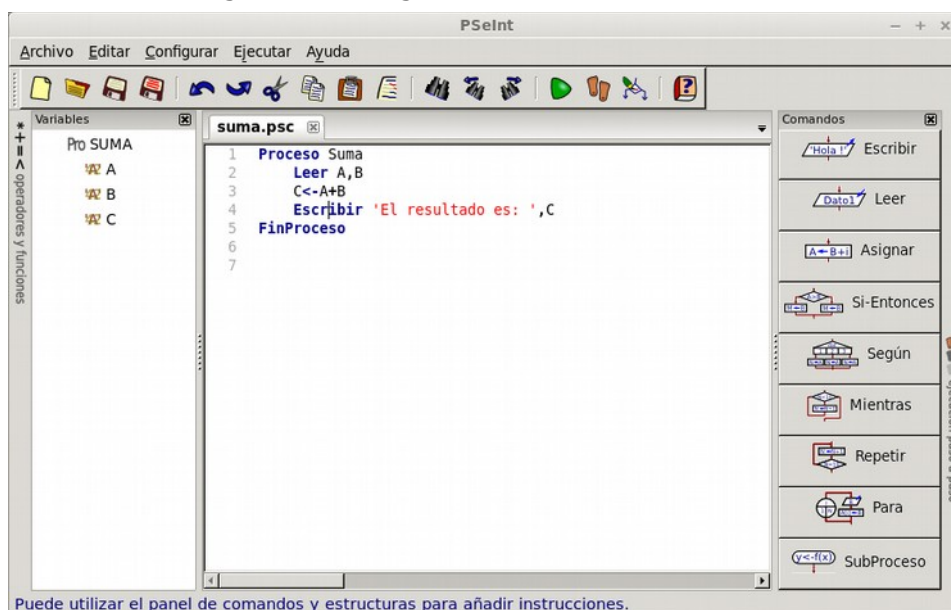 PSeInt
Archivo Editar Configurar Ejecutar Ayuda
Variables
suma.psc
Comandos
* + = < operadores y funciones
Pro SUMA
A
B
C
1 Proceso Suma
2 Leer A,B
3 C<-A+B
4 Escribir 'El resultado es: ',C
5 FinProceso
6
7
'Hola !' Escribir
Dato1 Leer
A←B+i Asignar
Si-Entonces
Según
Mientras
Repetir
Para
y<-f(x) SubProceso
Puede utilizar el panel de comandos y estructuras para añadir instrucciones.